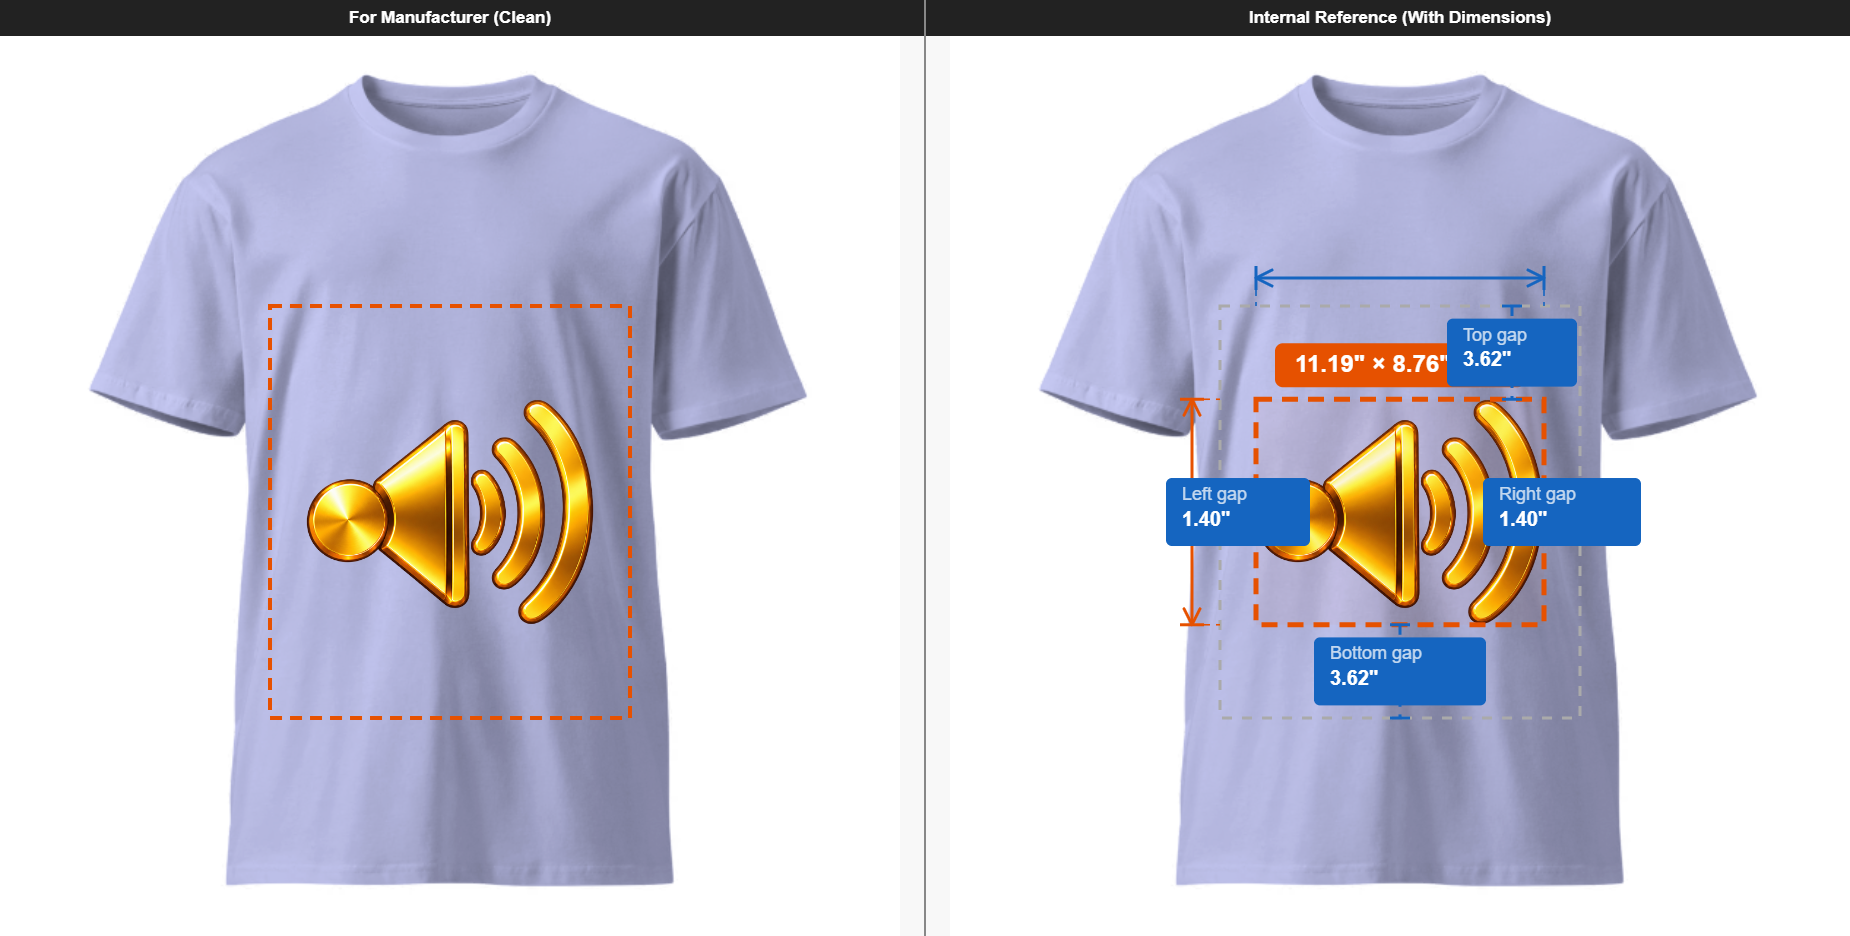 For Manufacturer (Clean)
Internal Reference (With Dimensions)
Top gap
3.62"
11.19" × 8.76"
Left gap
1.40"
Right gap
1.40"
Bottom gap
3.62"